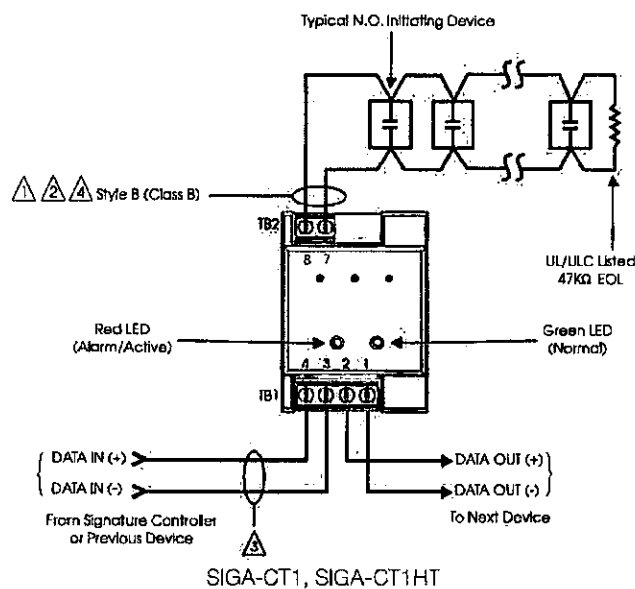 Typical N.O. Initiating Device
1 2 4 Style B (Class B)
TB2
8 7
UL/ULC Listed
47KΩ EOL
Red LED
(Alarm/Active)
Green LED
(Normal)
4 3 2 1
TB1
DATA IN (+)
DATA OUT (+)
DATA IN (-)
DATA OUT (-)
From Signature Controller
or Previous Device
To Next Device
3
SIGA-CT1, SIGA-CT1HT